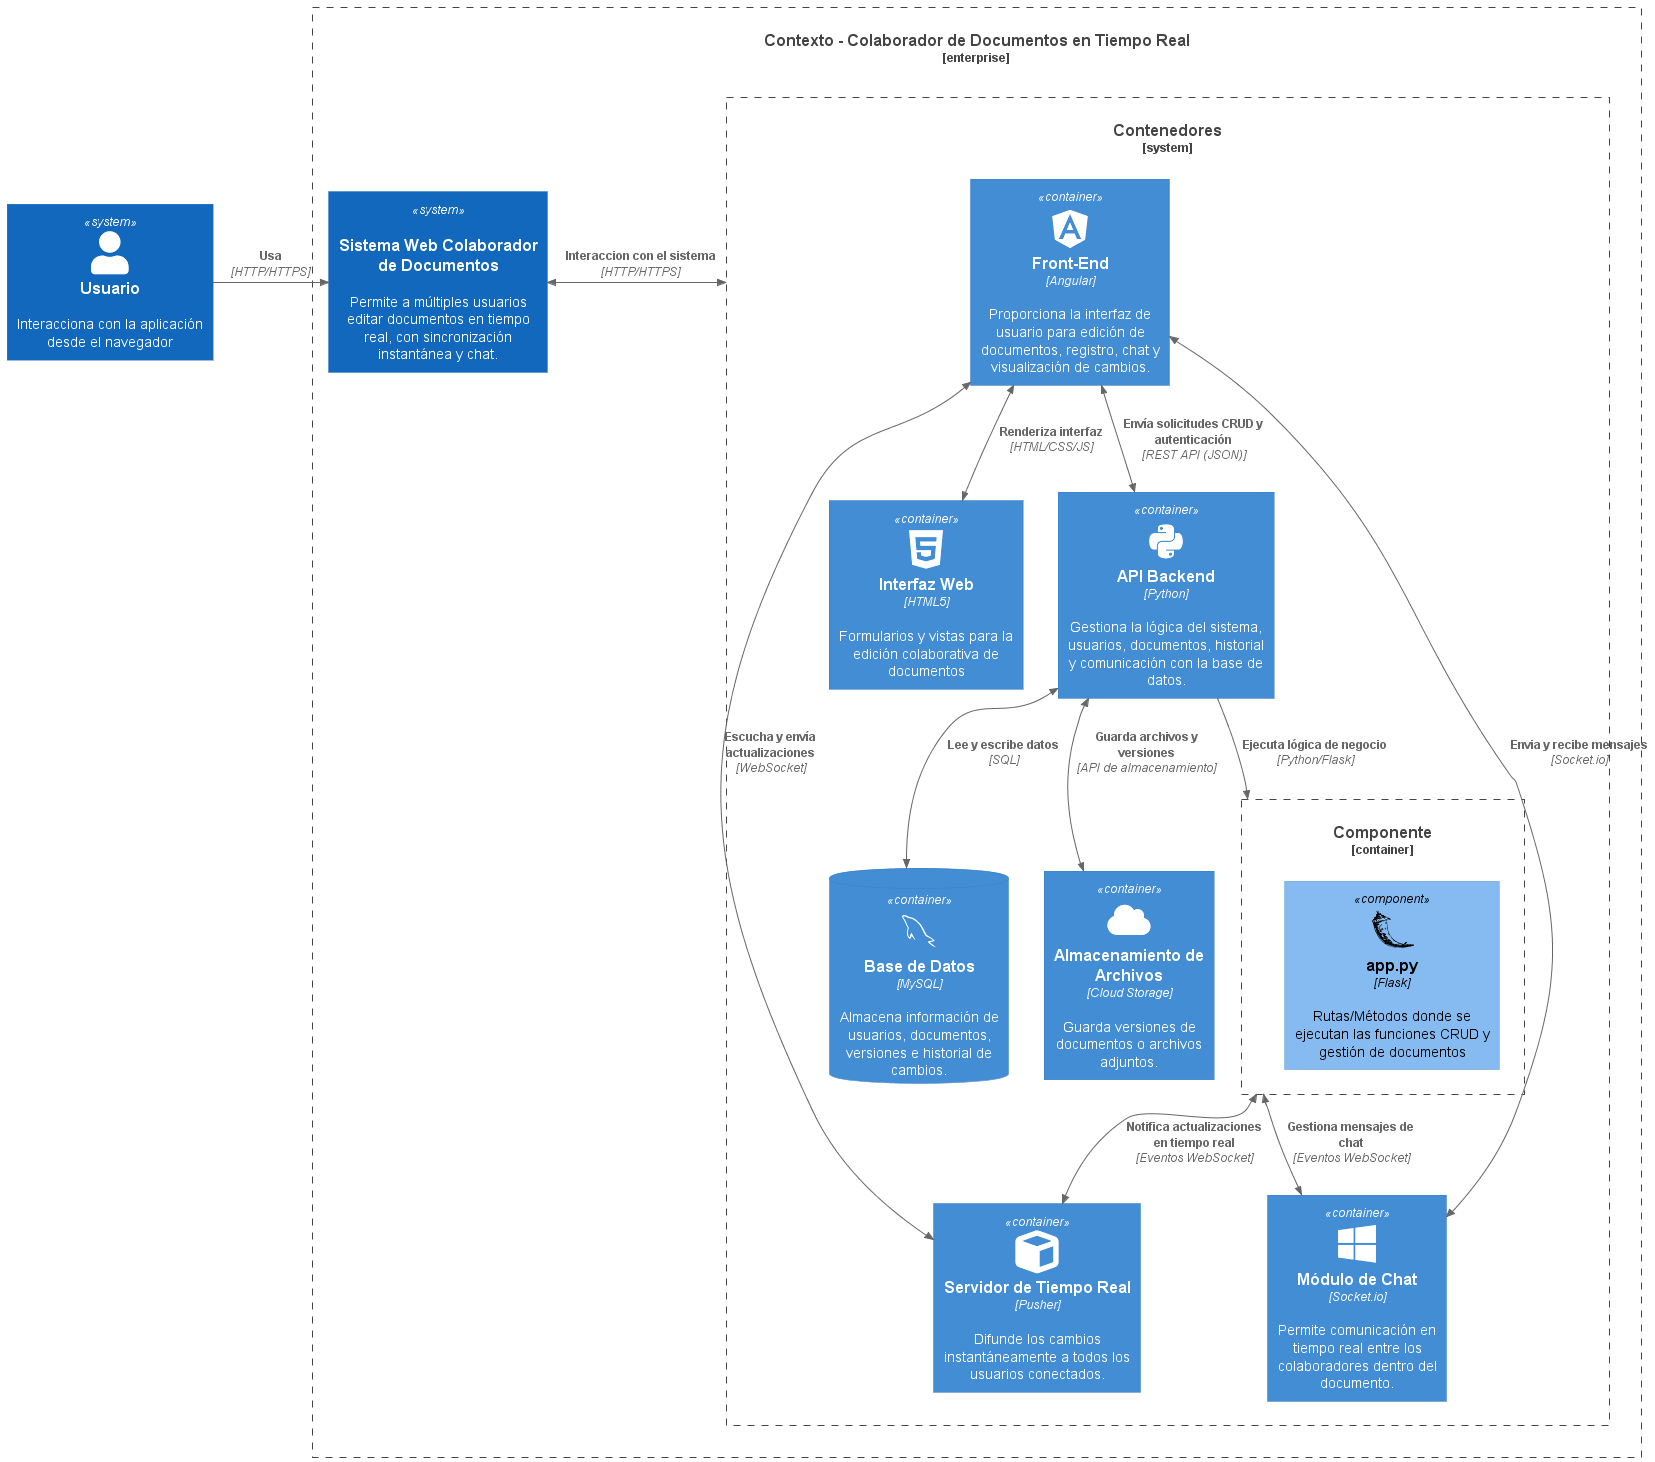 Contexto - Colaborador de Documentos en Tiempo Real
[enterprise]
Contenedores
[system]
«system»
Usuario
Interacciona con la aplicación
desde el navegador
Usa
[HTTP/HTTPS]
«system»
Sistema Web Colaborador
de Documentos
Permite a múltiples usuarios
editar documentos en tiempo
real, con sincronización
instantánea y chat.
Interaccion con el sistema
[HTTP/HTTPS]
«container»
Front-End
[Angular]
Proporciona la interfaz de
usuario para edición de
documentos, registro, chat y
visualización de cambios.
Renderiza interfaz
[HTML/CSS/JS]
Envía solicitudes CRUD y
autenticación
[REST API (JSON)]
«container»
Interfaz Web
[HTML5]
Formularios y vistas para la
edición colaborativa de
documentos
«container»
API Backend
[Python]
Gestiona la lógica del sistema,
usuarios, documentos, historial
y comunicación con la base de
datos.
Escucha y envía
actualizaciones
[WebSocket]
Lee y escribe datos
[SQL]
Guarda archivos y
versiones
[API de almacenamiento]
Ejecuta lógica de negocio
[Python/Flask]
Envia y recibe mensajes
[Socket.io]
«container»
Base de Datos
[MySQL]
Almacena información de
usuarios, documentos,
versiones e historial de
cambios.
«container»
Almacenamiento de
Archivos
[Cloud Storage]
Guarda versiones de
documentos o archivos
adjuntos.
Componente
[container]
«component»
app.py
[Flask]
Rutas/Métodos donde se
ejecutan las funciones CRUD y
gestión de documentos
Notifica actualizaciones
en tiempo real
[Eventos WebSocket]
Gestiona mensajes de
chat
[Eventos WebSocket]
«container»
Servidor de Tiempo Real
[Pusher]
Difunde los cambios
instantáneamente a todos los
usuarios conectados.
«container»
Módulo de Chat
[Socket.io]
Permite comunicación en
tiempo real entre los
colaboradores dentro del
documento.